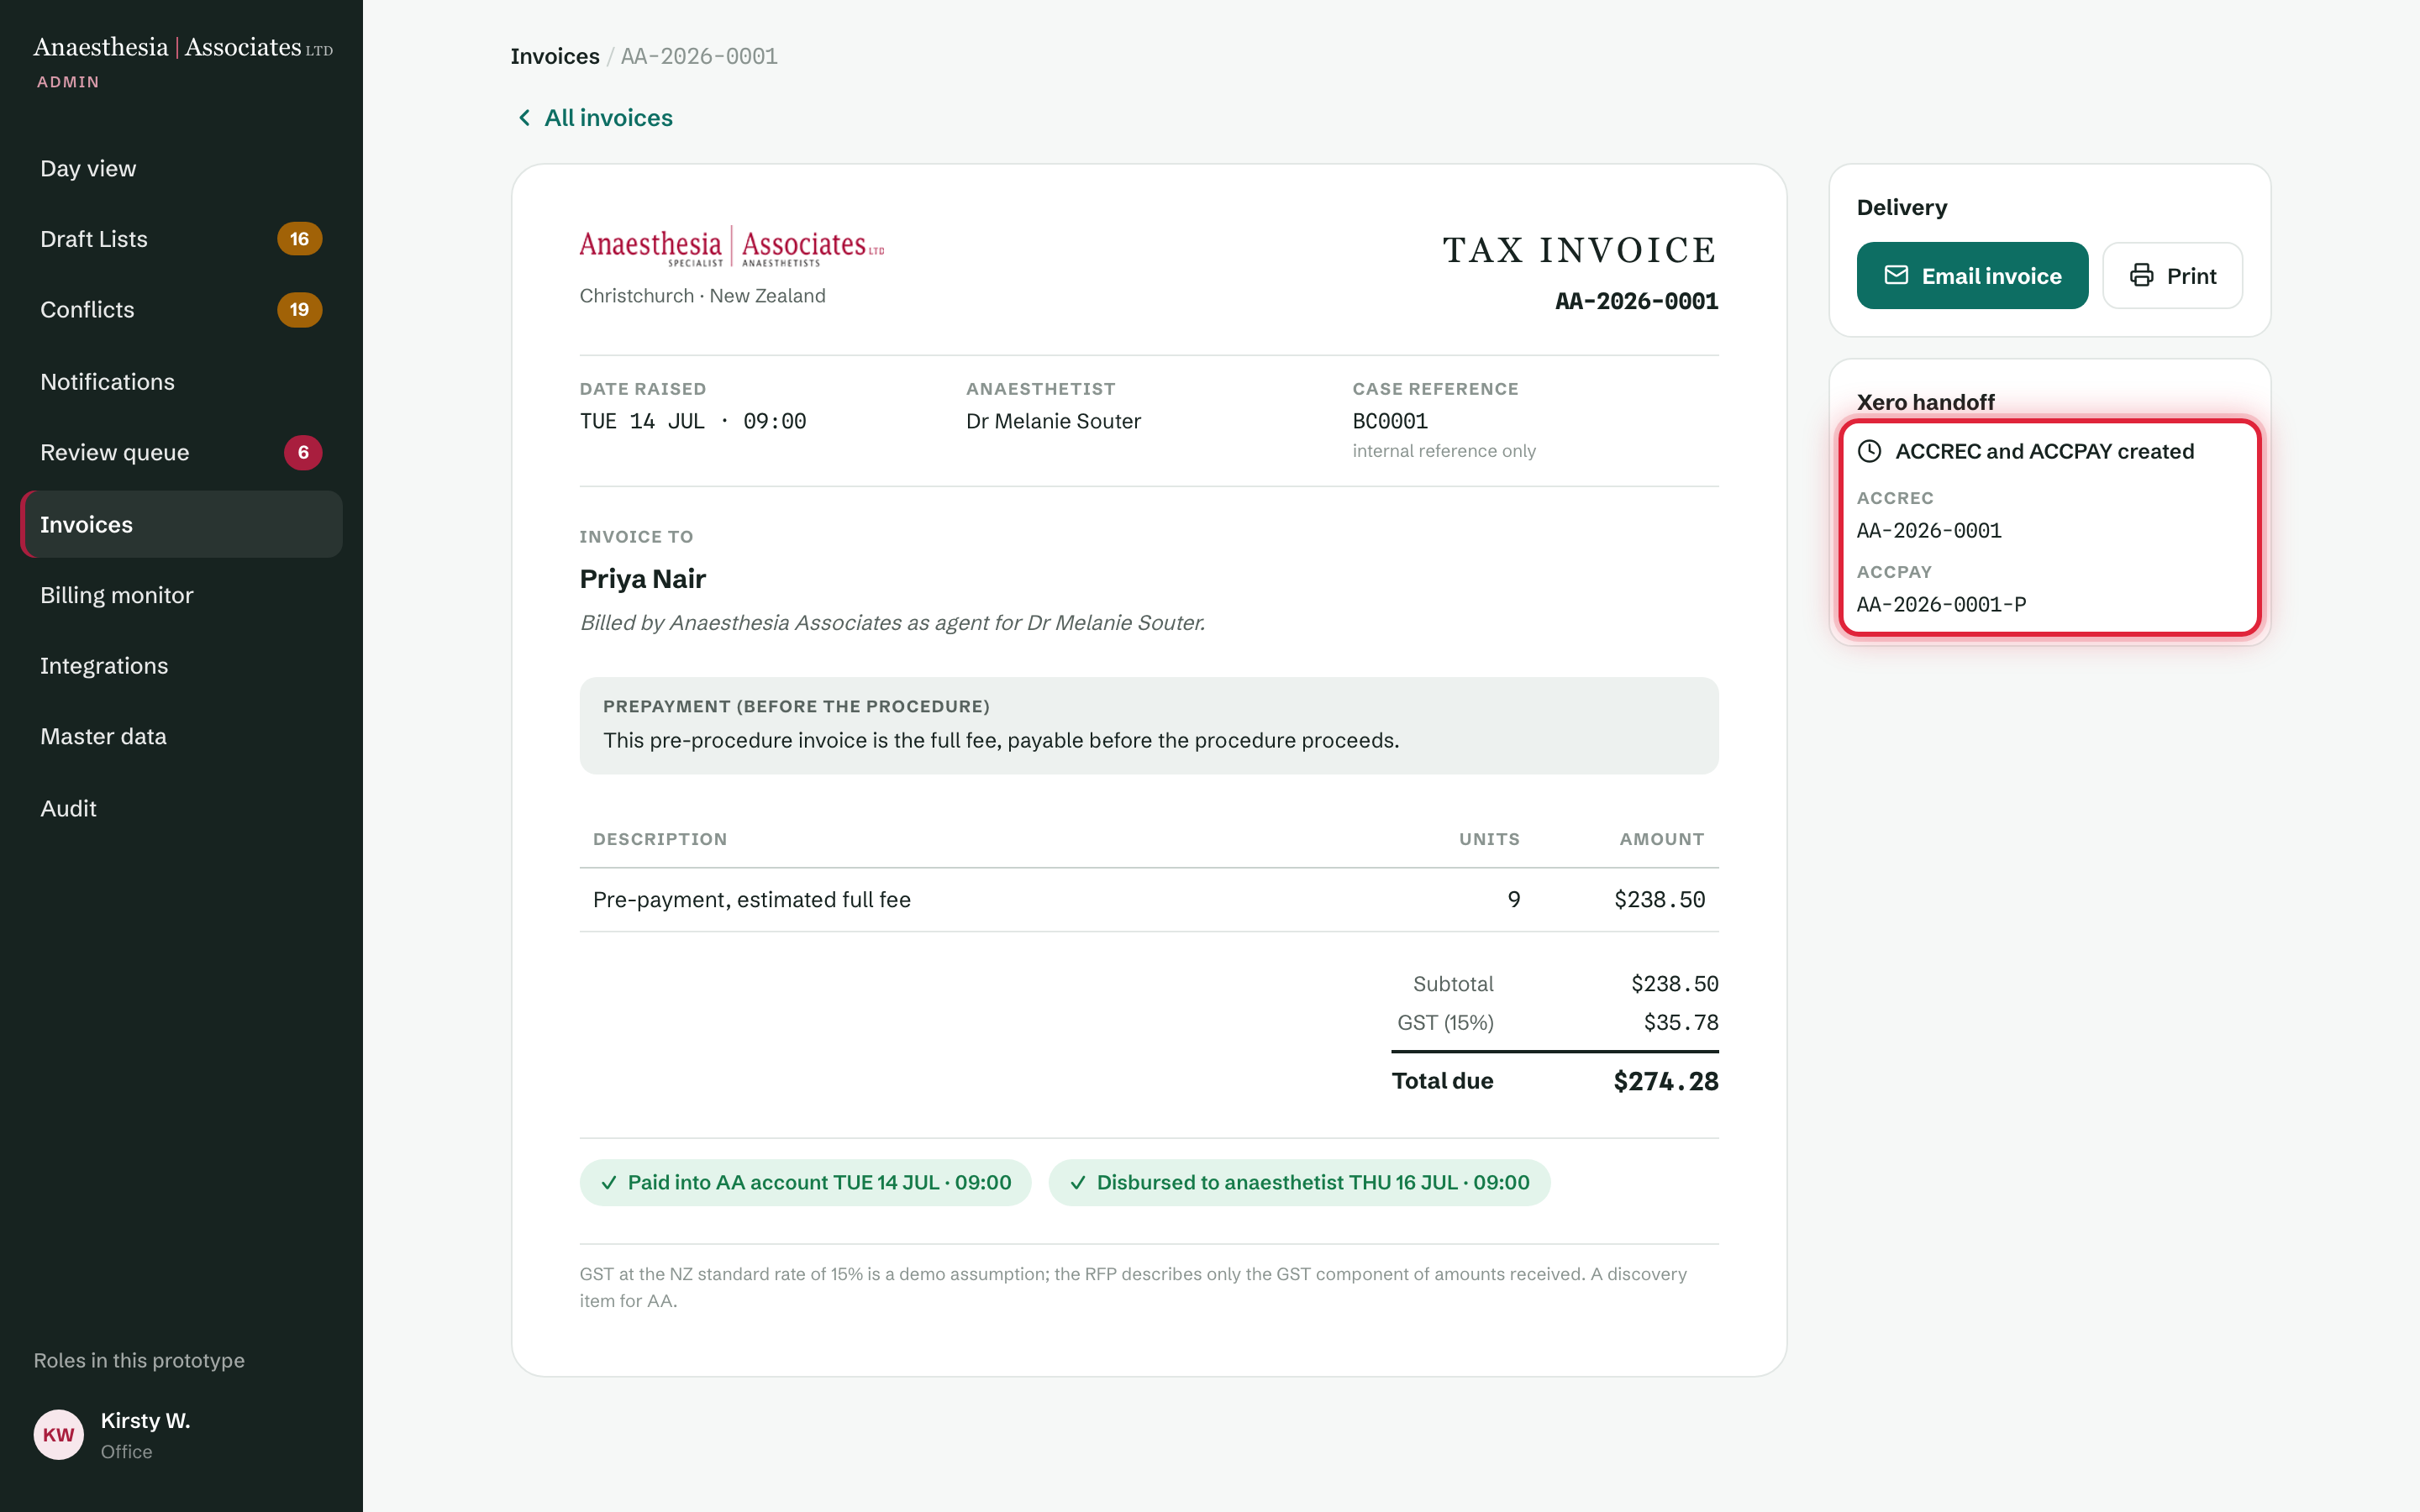 Anaesthesia | Associates LTD
ADMIN
Day view
Draft Lists 16
Conflicts 19
Notifications
Review queue 6
Invoices
Billing monitor
Integrations
Master data
Audit
Roles in this prototype
KW
Kirsty W.
Office
Invoices / AA-2026-0001
All invoices
Anaesthesia | Associates LTD
SPECIALIST ANAESTHETISTS
Christchurch · New Zealand
TAX INVOICE
AA-2026-0001
DATE RAISED
TUE 14 JUL · 09:00
ANAESTHETIST
Dr Melanie Souter
CASE REFERENCE
BC0001
internal reference only
INVOICE TO
Priya Nair
Billed by Anaesthesia Associates as agent for Dr Melanie Souter.
PREPAYMENT (BEFORE THE PROCEDURE)
This pre-procedure invoice is the full fee, payable before the procedure proceeds.
DESCRIPTION UNITS AMOUNT
Pre-payment, estimated full fee 9 $238.50
Subtotal $238.50
GST (15%) $35.78
Total due $274.28
Paid into AA account TUE 14 JUL · 09:00
Disbursed to anaesthetist THU 16 JUL · 09:00
GST at the NZ standard rate of 15% is a demo assumption; the RFP describes only the GST component of amounts received. A discovery
item for AA.
Delivery
Email invoice
Print
Xero handoff
ACCREC and ACCPAY created
ACCREC
AA-2026-0001
ACCPAY
AA-2026-0001-P